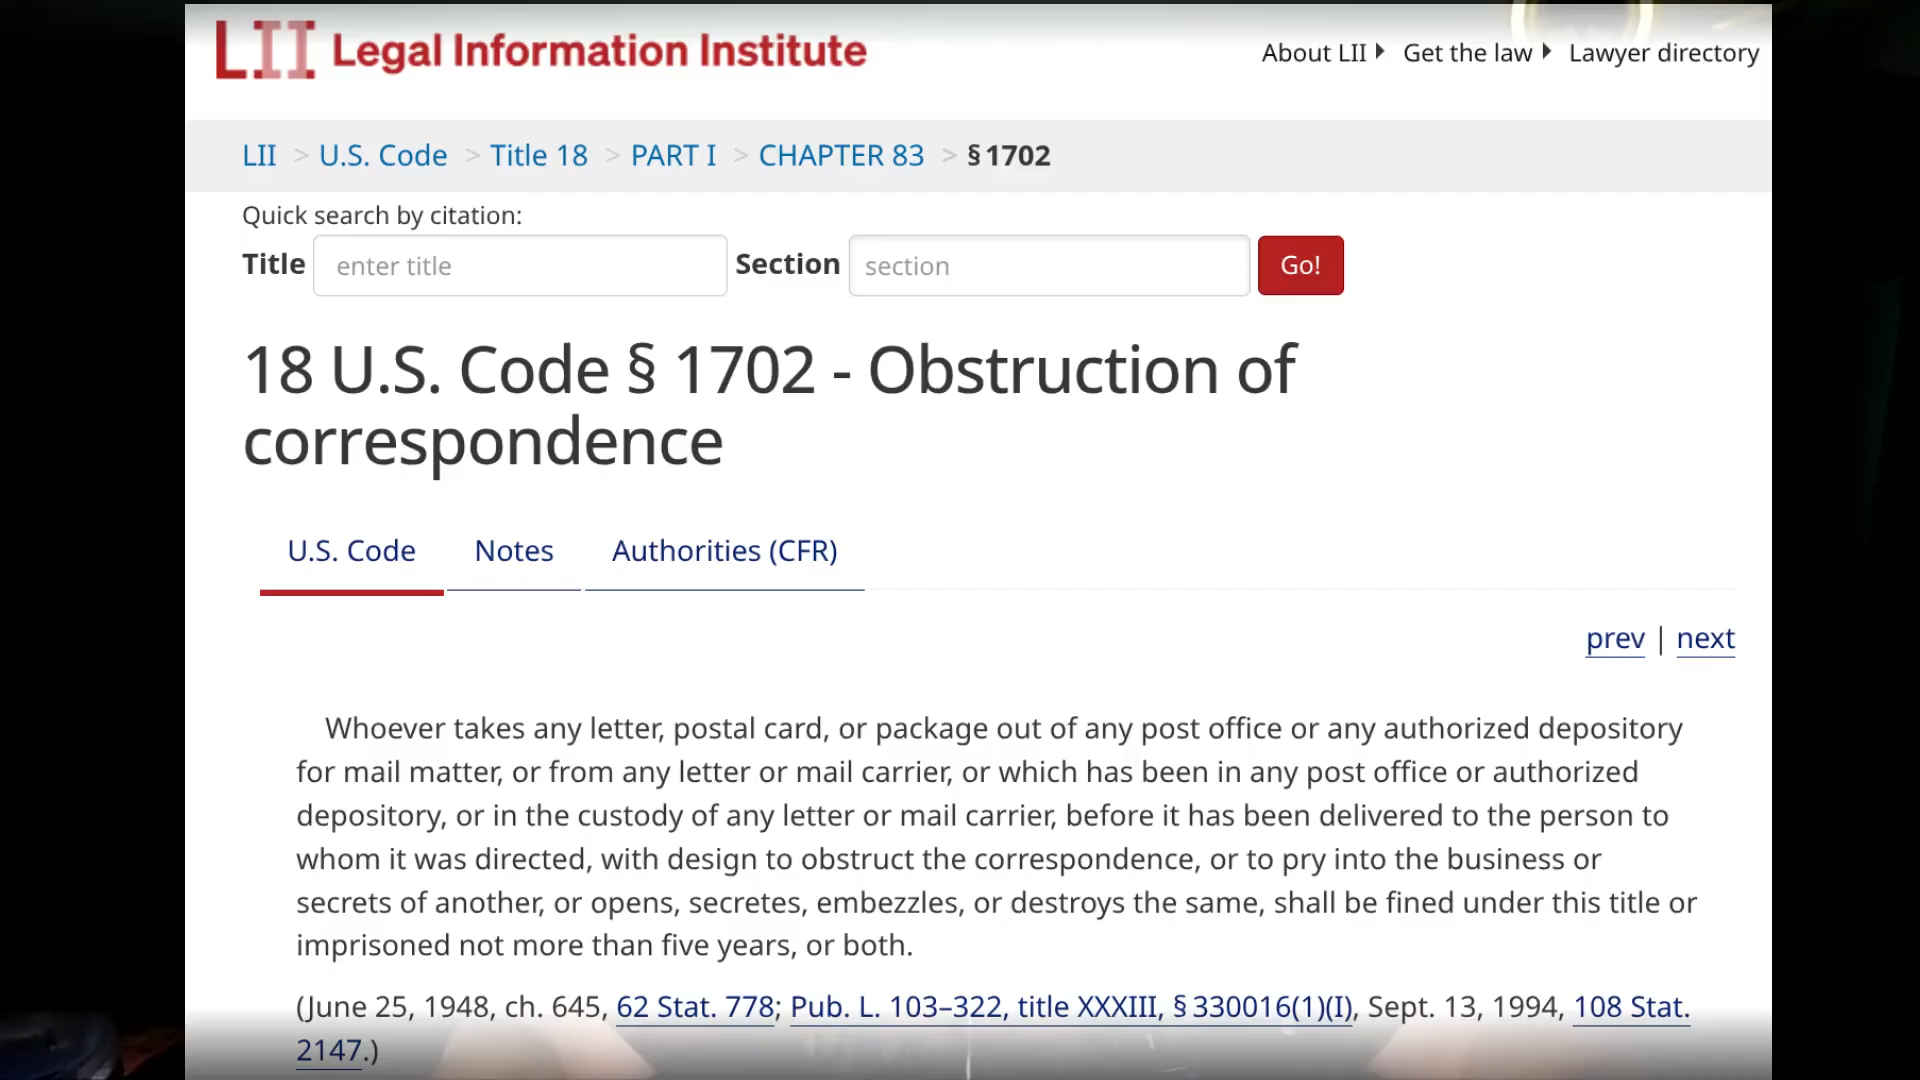 LII Legal Information Institute
About LII Get the law Lawyer directory
LII > U.S. Code > Title 18 > PART I > CHAPTER 83 > § 1702
Quick search by citation:
Title enter title Section section Go!
18 U.S. Code § 1702 - Obstruction of
correspondence
U.S. Code Notes Authorities (CFR)
prev | next
Whoever takes any letter, postal card, or package out of any post office or any authorized depository
for mail matter, or from any letter or mail carrier, or which has been in any post office or authorized
depository, or in the custody of any letter or mail carrier, before it has been delivered to the person to
whom it was directed, with design to obstruct the correspondence, or to pry into the business or
secrets of another, or opens, secretes, embezzles, or destroys the same, shall be fined under this title or
imprisoned not more than five years, or both.
(June 25, 1948, ch. 645, 62 Stat. 778; Pub. L. 103–322, title XXXIII, § 330016(1)(I), Sept. 13, 1994, 108 Stat.
2147.)